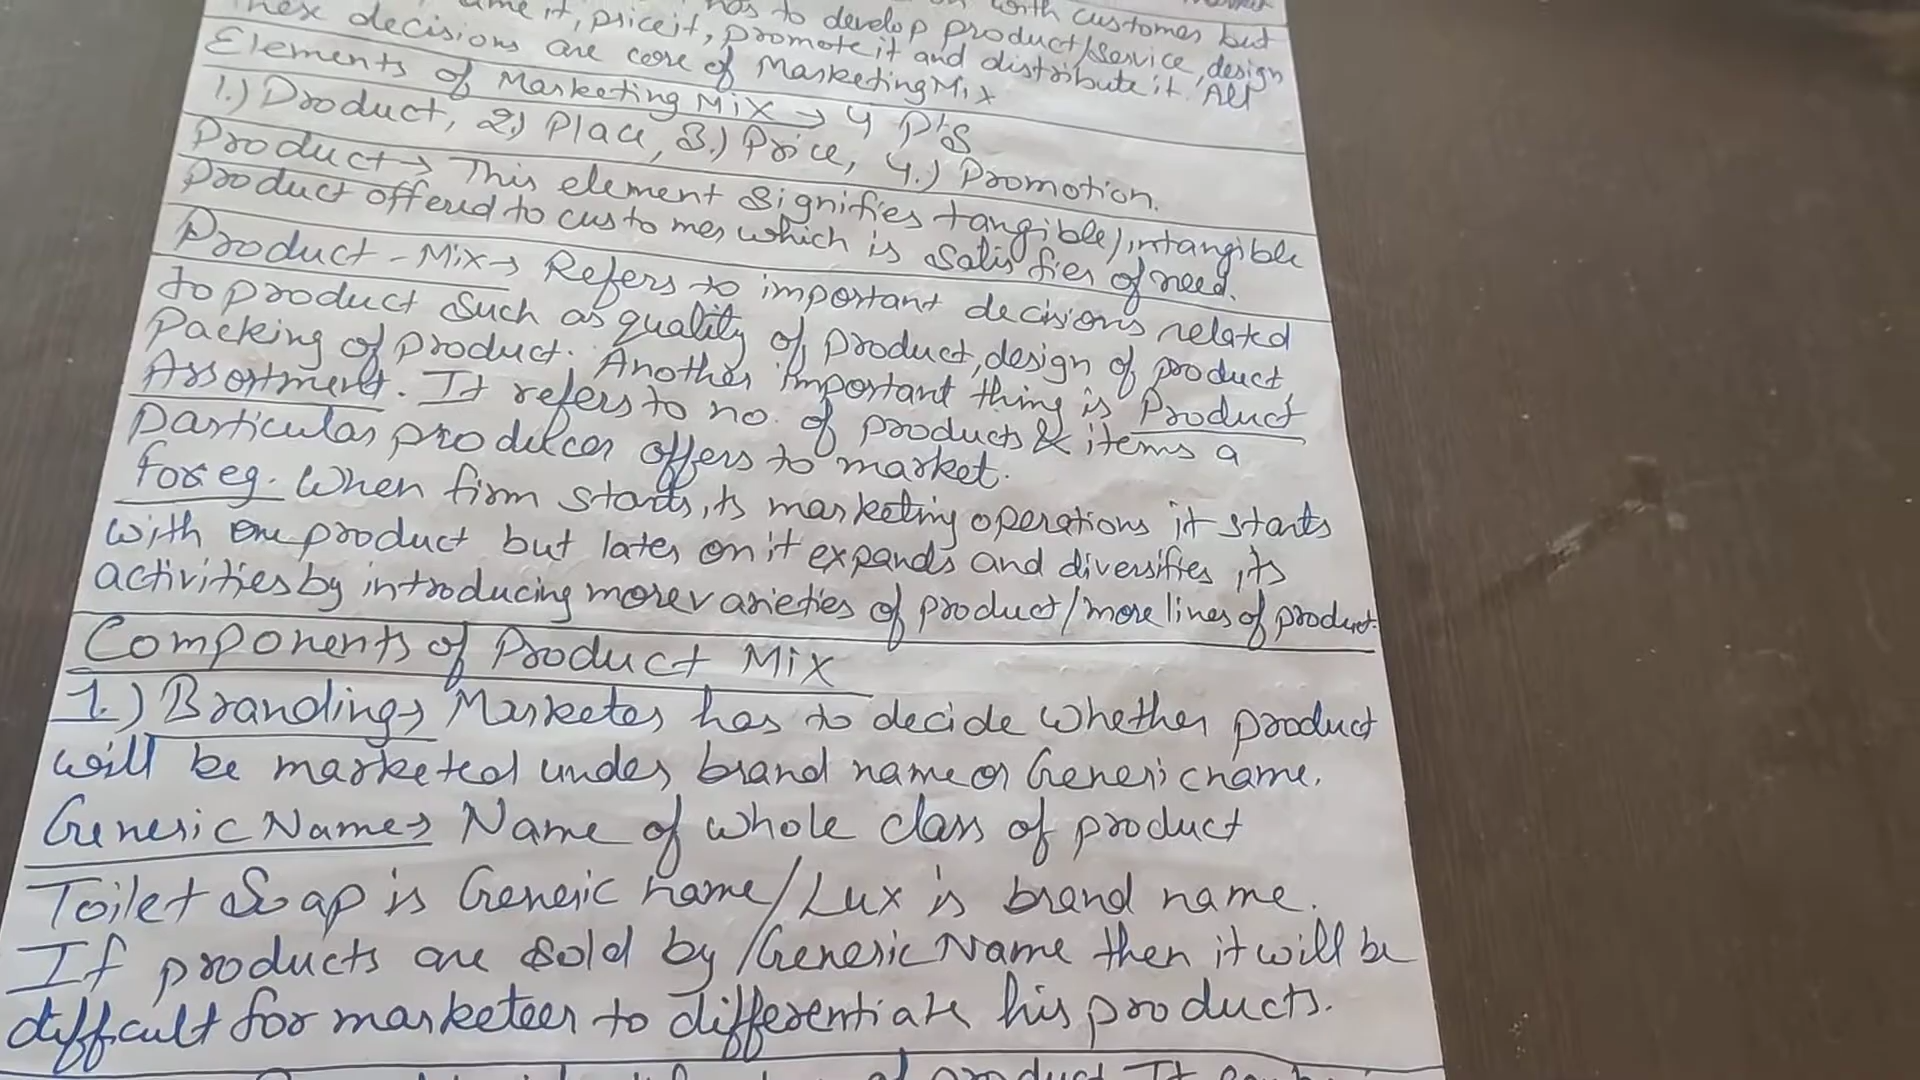 with customer but
name it, price it, promote it and distribute it. All
has to develop product/service, design
decisions are core of Marketing Mix
Elements of Marketing Mix → 4 P's
1.) Product, 2.) Place, 3.) Price, 4.) Promotion.
Product → This element signifies tangible/intangible
product offered to customer which is satisfies of need.
Product - Mix → Refers to important decisions related
to product such as quality of product, design of product
Packing of product. Another important thing is Product
Assortment. It refers to no. of products & items a
particular producer offers to market.
For eg. When firm starts, its marketing operations it starts
with one product but later on it expands and diversifies, its
activities by introducing more varieties of product/more lines of product.
Components of Product Mix
1.) Branding → Marketer has to decide whether product
will be marketed under brand name or Generic name.
Generic Name → Name of whole class of product
Toilet Soap is Generic name/Lux is brand name.
If products are sold by /Generic Name then it will be
difficult for marketeer to differentiate his products.
of product. It